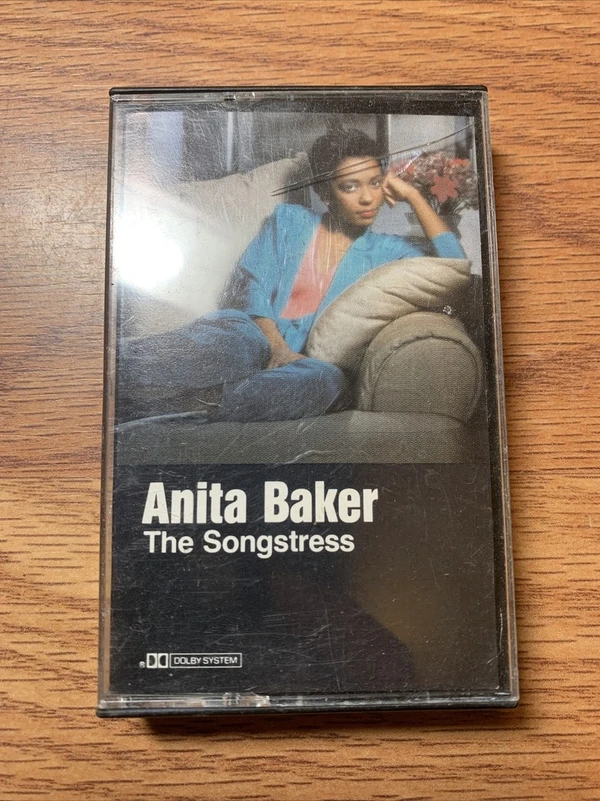 Anita Baker
The Songstress
DOLBY SYSTEM